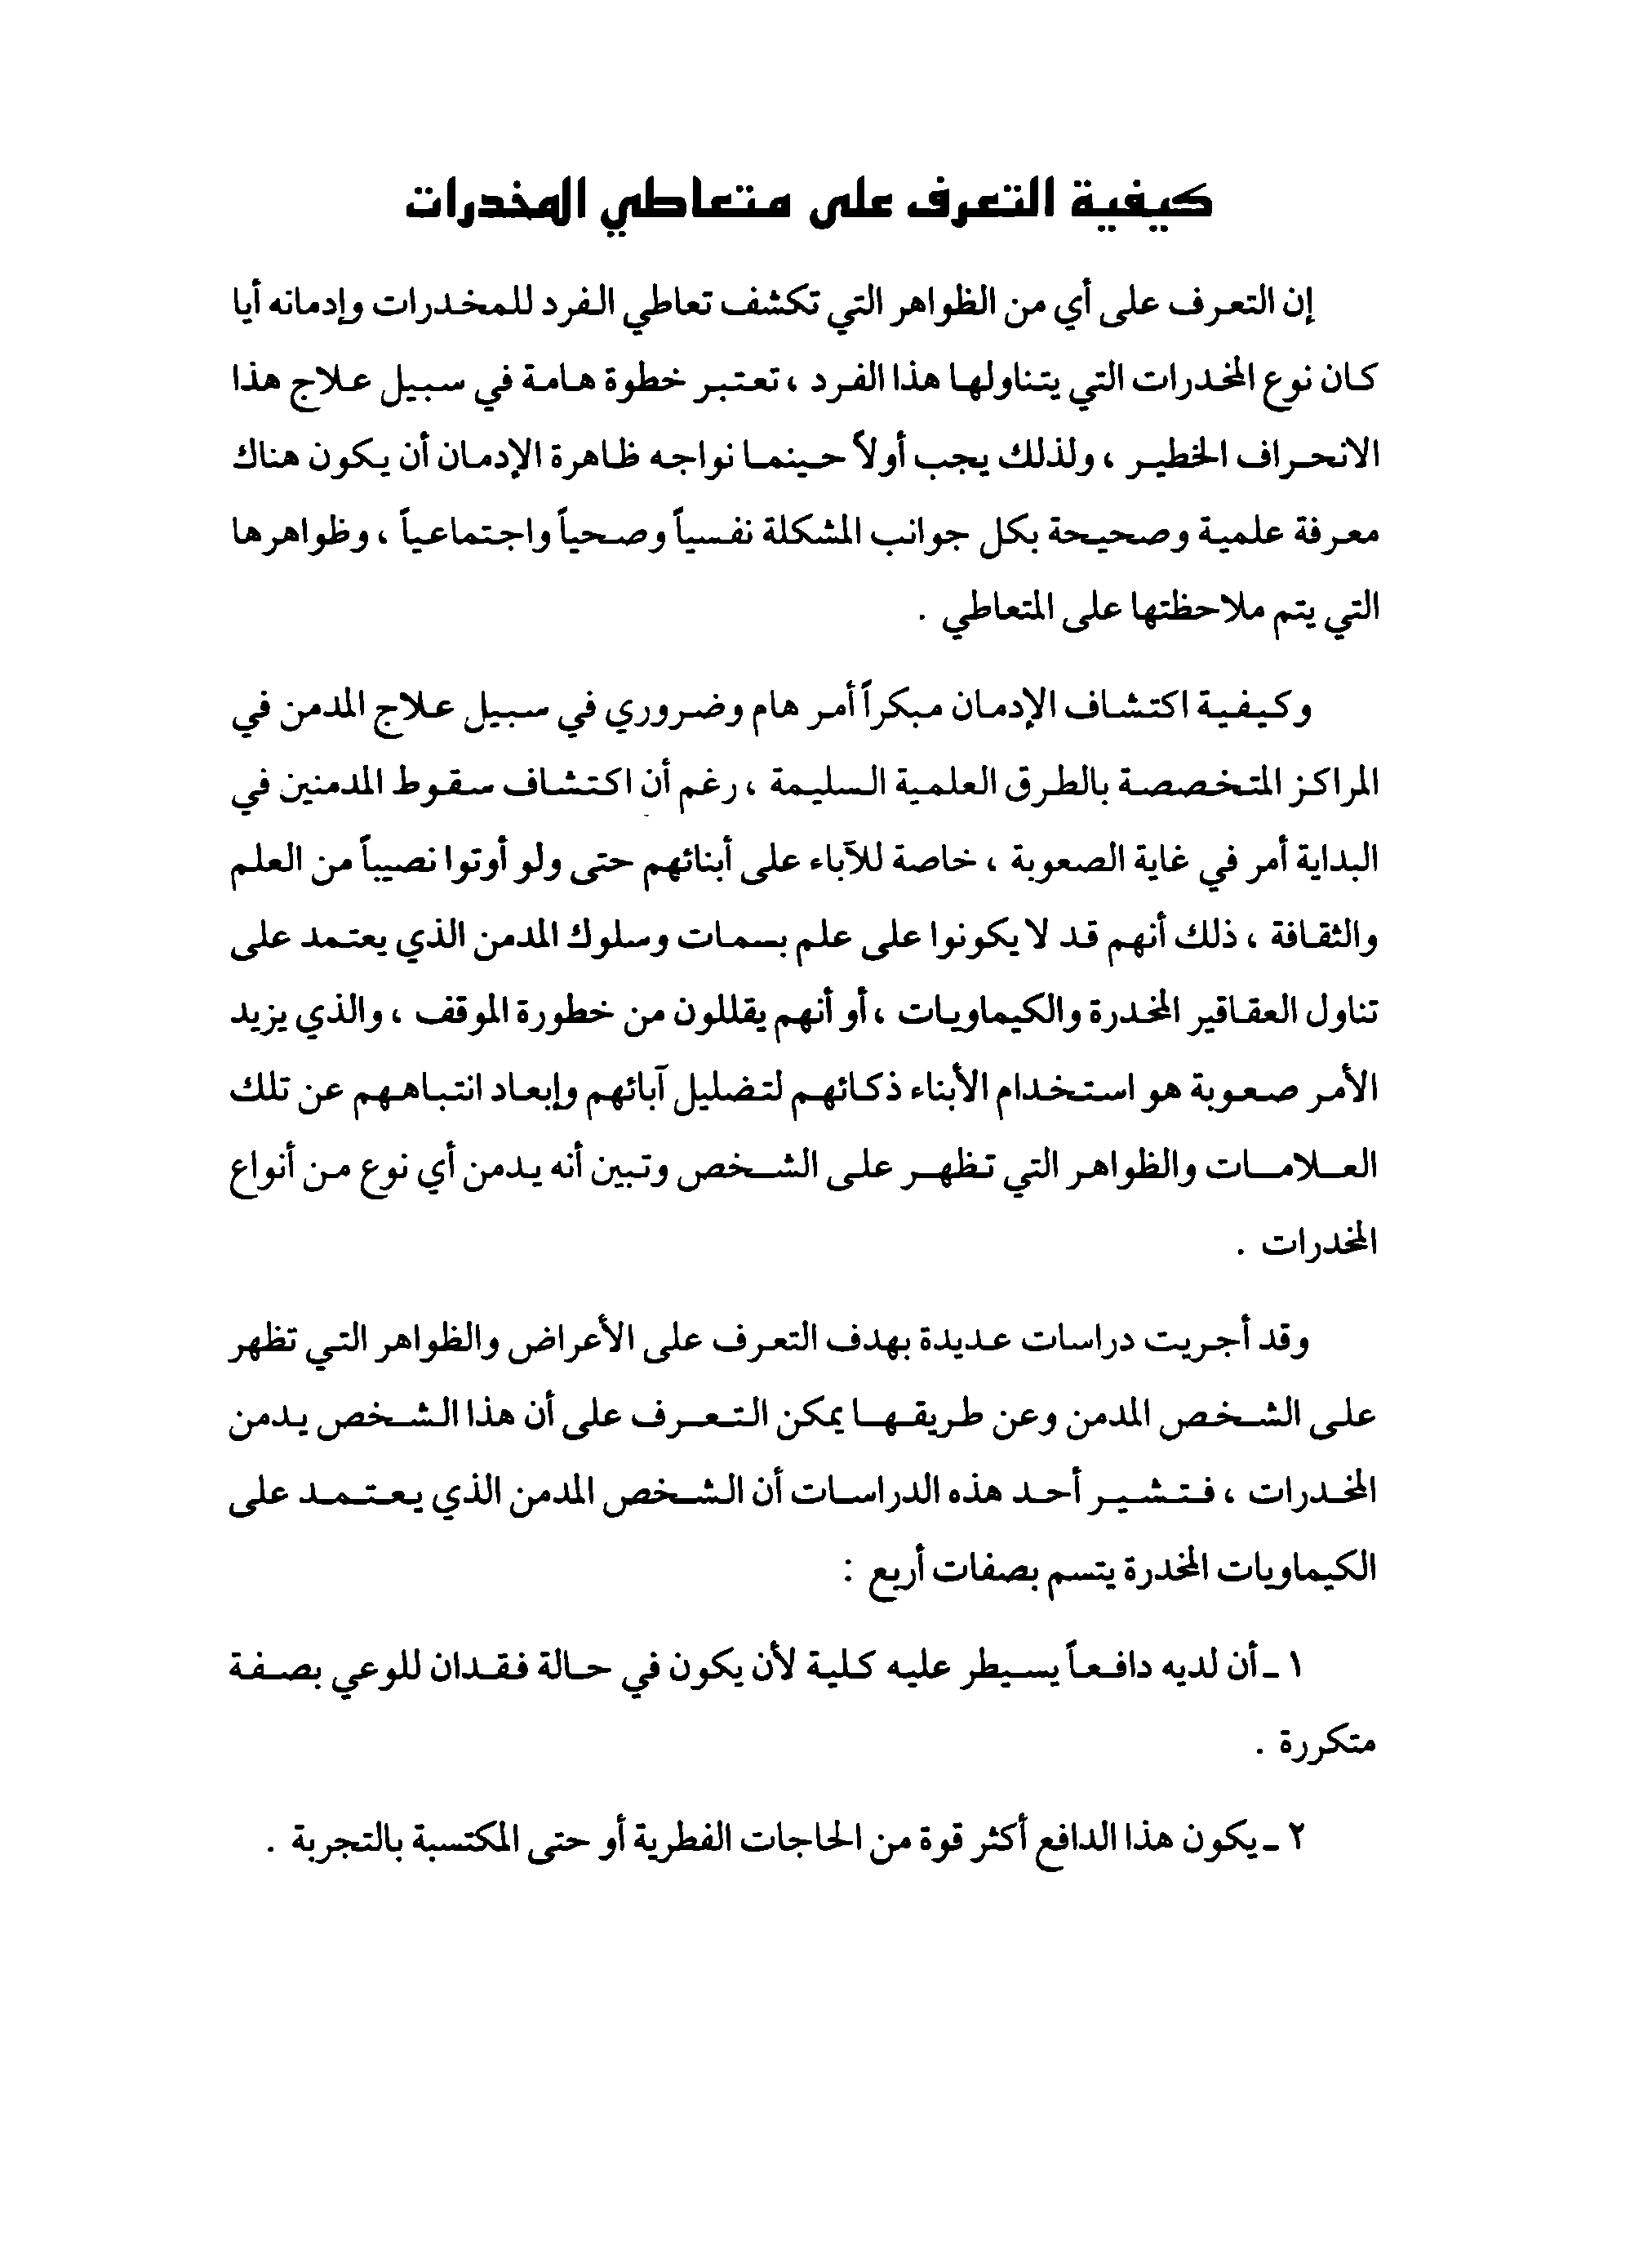 كيفية التعرف على متعاطي المخدرات
إن التعرف على أي من الظواهر التي تكشف تعاطي الفرد للمخدرات وإدمانه أيا
كان نوع المخدرات التي يتناولها هذا الفرد ، تعتبر خطوة هامة في سبيل علاج هذا
الانحراف الخطير ، ولذلك يجب أولاً حينما نواجه ظاهرة الإدمان أن يكون هناك
معرفة علمية وصحيحة بكل جوانب المشكلة نفسياً وصحياً واجتماعياً ، وظواهرها
التي يتم ملاحظتها على المتعاطي .
وكيفية اكتشاف الإدمان مبكراً أمر هام وضروري في سبيل علاج المدمن في
المراكز المتخصصة بالطرق العلمية السليمة ، رغم أن اكتشاف سقوط المدمنين في
البداية أمر في غاية الصعوبة ، خاصة للآباء على أبنائهم حتى ولو أوتوا نصيباً من العلم
والثقافة ، ذلك أنهم قد لا يكونوا على علم بسمات وسلوك المدمن الذي يعتمد على
تناول العقاقير المخدرة والكيماويات ، أو أنهم يقللون من خطورة الموقف ، والذي يزيد
الأمر صعوبة هو استخدام الأبناء ذكائهم لتضليل آبائهم وإبعاد انتباههم عن تلك
العلامات والظواهر التي تظهر على الشخص وتبين أنه يدمن أي نوع من أنواع
المخدرات .
وقد أجريت دراسات عديدة بهدف التعرف على الأعراض والظواهر التي تظهر
على الشخص المدمن وعن طريقها يمكن التعرف على أن هذا الشخص يدمن
المخدرات ، فتشير أحد هذه الدراسات أن الشخص المدمن الذي يعتمد على
الكيماويات المخدرة يتسم بصفات أربع :
١ ـ أن لديه دافعاً يسيطر عليه كلية لأن يكون في حالة فقدان للوعي بصفة
متكررة .
٢ ـ يكون هذا الدافع أكثر قوة من الحاجات الفطرية أو حتى المكتسبة بالتجربة .